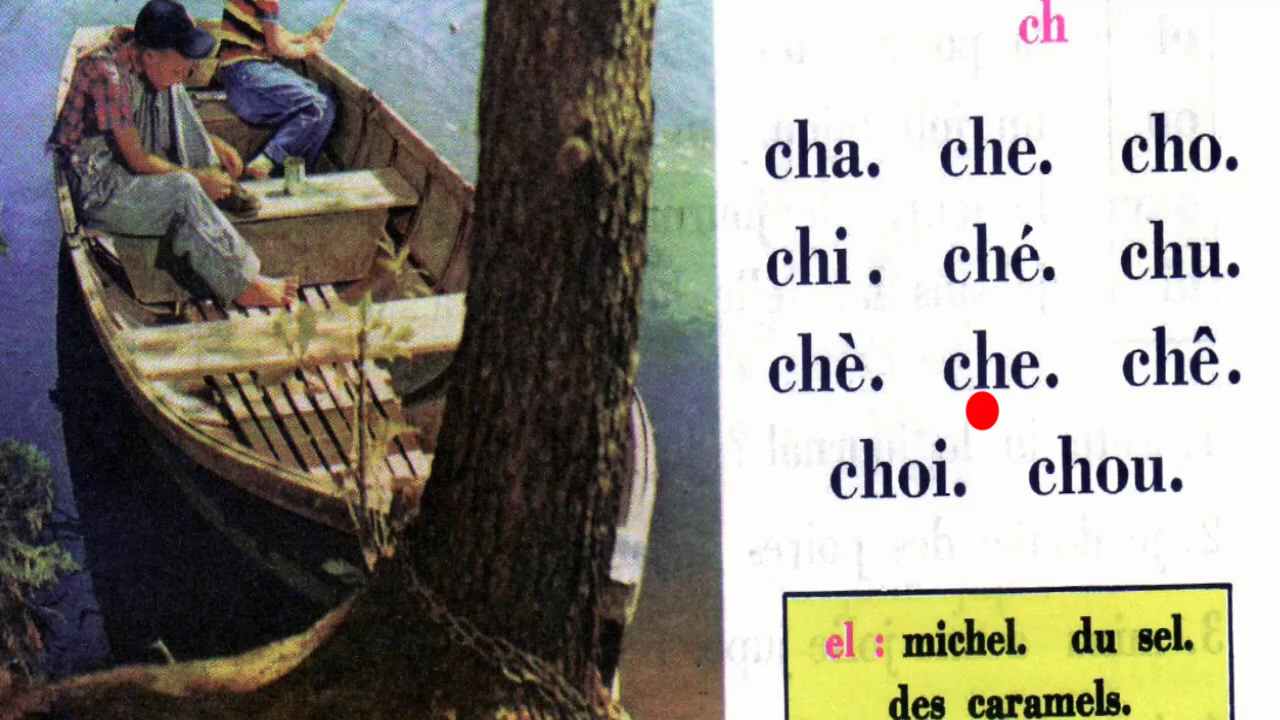 ch
cha. che. cho.
chi . ché. chu.
chè. che. chê.
choi. chou.
el : michel. du sel.
des caramels.